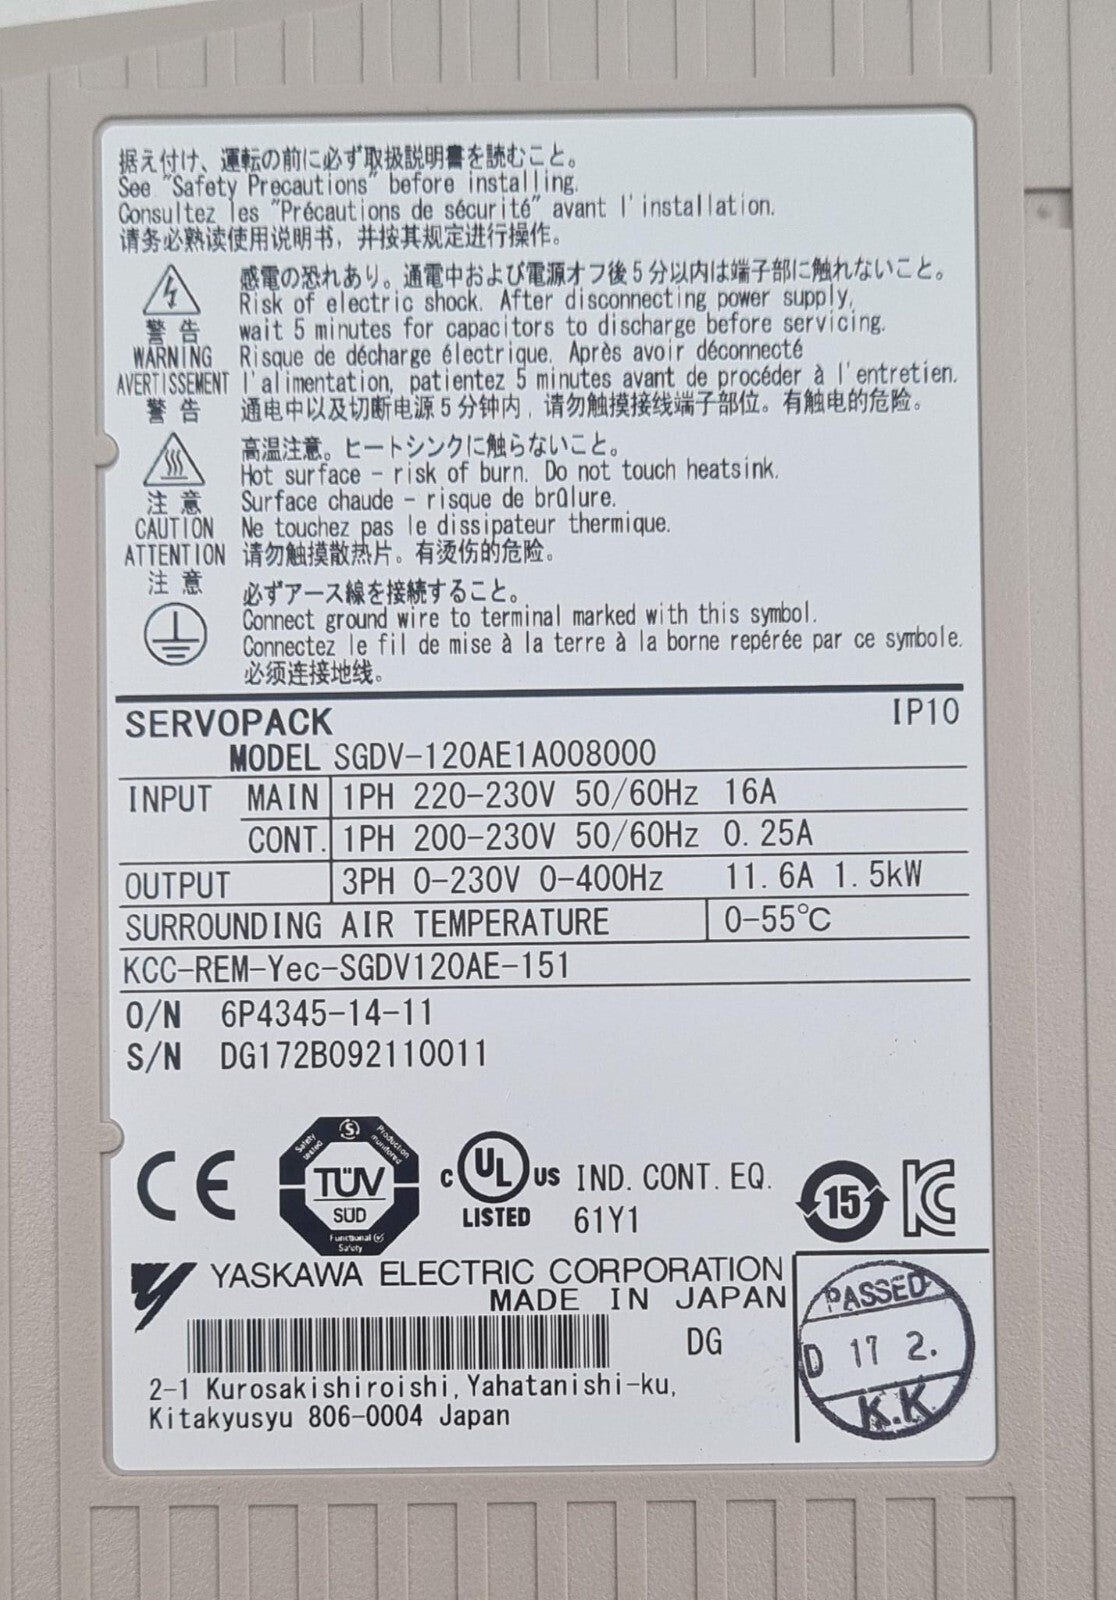 据え付け、運転の前に必ず取扱説明書を読むこと。
See "Safety Precautions" before installing.
Consultez les "Précautions de sécurité" avant l'installation.
请务必熟读使用说明书，并按其规定进行操作。
警 告
WARNING
AVERTISSEMENT
警 告
感電の恐れあり。通電中および電源オフ後5分以内は端子部に触れないこと。
Risk of electric shock. After disconnecting power supply,
wait 5 minutes for capacitors to discharge before servicing.
Risque de décharge électrique. Après avoir déconnecté
l'alimentation, patientez 5 minutes avant de procéder à l'entretien.
通电中以及切断电源5分钟内，请勿触摸接线端子部位。有触电的危险。
注 意
CAUTION
ATTENTION
注 意
高温注意。ヒートシンクに触らないこと。
Hot surface - risk of burn. Do not touch heatsink.
Surface chaude - risque de brûlure.
Ne touchez pas le dissipateur thermique.
请勿触摸散热片。有烫伤的危险。
必ずアース線を接続すること。
Connect ground wire to terminal marked with this symbol.
Connectez le fil de mise à la terre à la borne repérée par ce symbole.
必须连接地线。
SERVOPACK IP10
MODEL SGDV-120AE1A008000
INPUT MAIN 1PH 220-230V 50/60Hz 16A
CONT. 1PH 200-230V 50/60Hz 0.25A
OUTPUT 3PH 0-230V 0-400Hz 11.6A 1.5kW
SURROUNDING AIR TEMPERATURE 0-55℃
KCC-REM-Yec-SGDV120AE-151
O/N 6P4345-14-11
S/N DG172B092110011
CE
Safety tested
Production monitored
TÜV
SÜD
Functional
Safety
c UL US IND. CONT. EQ.
LISTED 61Y1
15
YASKAWA ELECTRIC CORPORATION
MADE IN JAPAN
DG
2-1 Kurosakishiroishi, Yahatanishi-ku,
Kitakyusyu 806-0004 Japan
PASSED
D 17 2.
K.K